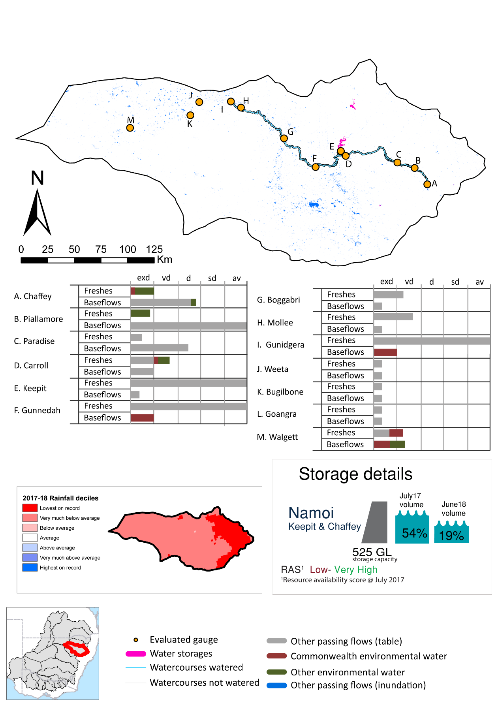 J
H
I
K
M
G
E
F
D
C
B
A
N
0 25 50 75 100 125
Km
exd vd d sd av
A. Chaffey Freshes
Baseflows
B. Piallamore Freshes
Baseflows
C. Paradise Freshes
Baseflows
D. Carroll Freshes
Baseflows
E. Keepit Freshes
Baseflows
F. Gunnedah Freshes
Baseflows
exd vd d sd av
G. Boggabri Freshes
Baseflows
H. Mollee Freshes
Baseflows
I. Gunidgera Freshes
Baseflows
J. Weeta Freshes
Baseflows
K. Bugilbone Freshes
Baseflows
L. Goangra Freshes
Baseflows
M. Walgett Freshes
Baseflows
2017-18 Rainfall deciles
Lowest on record
Very much below average
Below average
Average
Above average
Very much above average
Highest on record
Storage details
Namoi
Keepit & Chaffey
July17
volume
June18
volume
54%
19%
525 GL
storage capacity
RAS¹ Low- Very High
¹Resource availability score @ July 2017
Evaluated gauge
Water storages
Watercourses watered
Watercourses not watered
Other passing flows (table)
Commonwealth environmental water
Other environmental water
Other passing flows (inundation)